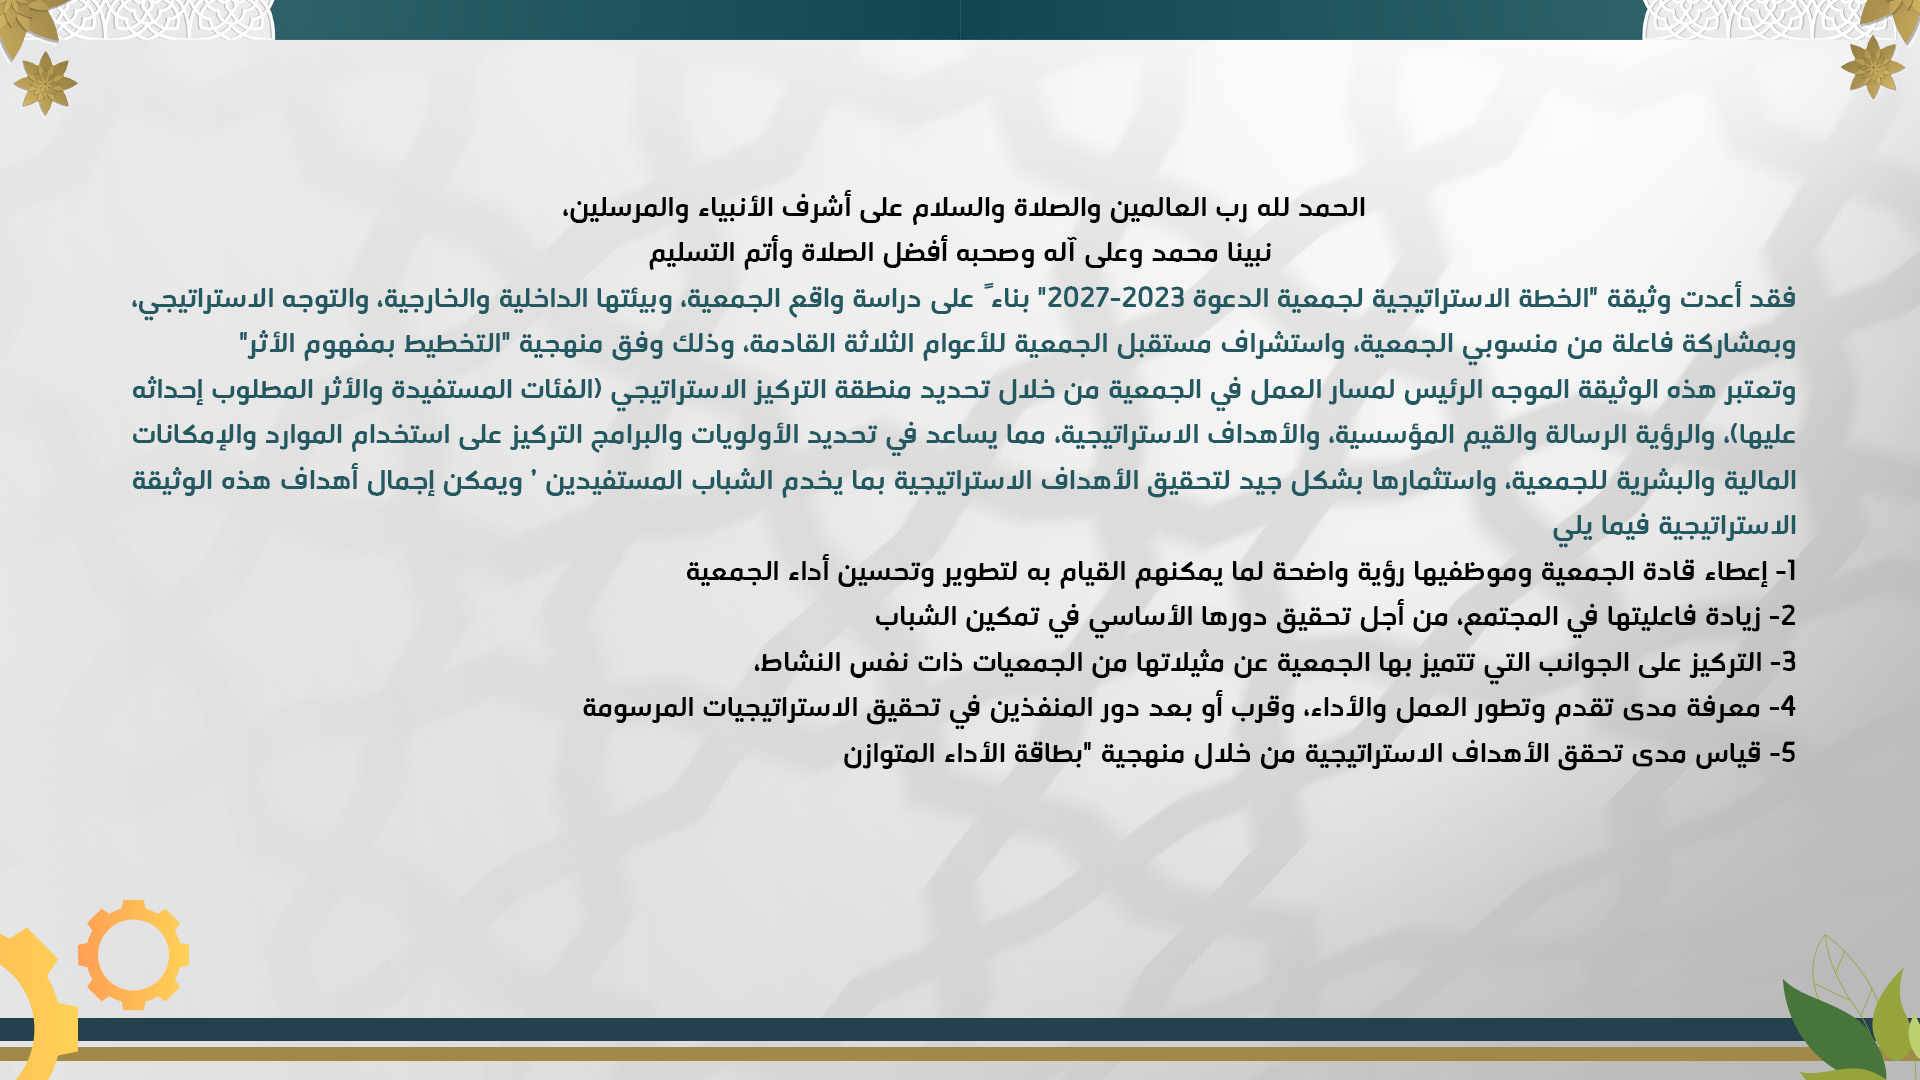 الحمد لله رب العالمين والصلاة والسلام على أشرف الأنبياء والمرسلين،
نبينا محمد وعلى آله وصحبه أفضل الصلاة وأتم التسليم
فقد أعدت وثيقة "الخطة الاستراتيجية لجمعية الدعوة 2023-2027" بناءً على دراسة واقع الجمعية، وبيئتها الداخلية والخارجية، والتوجه الاستراتيجي،
وبمشاركة فاعلة من منسوبي الجمعية، واستشراف مستقبل الجمعية للأعوام الثلاثة القادمة، وذلك وفق منهجية "التخطيط بمفهوم الأثر"
وتعتبر هذه الوثيقة الموجه الرئيس لمسار العمل في الجمعية من خلال تحديد منطقة التركيز الاستراتيجي (الفئات المستفيدة والأثر المطلوب إحداثه
عليها)، والرؤية الرسالة والقيم المؤسسية، والأهداف الاستراتيجية، مما يساعد في تحديد الأولويات والبرامج التركيز على استخدام الموارد والإمكانات
المالية والبشرية للجمعية، واستثمارها بشكل جيد لتحقيق الأهداف الاستراتيجية بما يخدم الشباب المستفيدين ' ويمكن إجمال أهداف هذه الوثيقة
الاستراتيجية فيما يلي
1- إعطاء قادة الجمعية وموظفيها رؤية واضحة لما يمكنهم القيام به لتطوير وتحسين أداء الجمعية
2- زيادة فاعليتها في المجتمع، من أجل تحقيق دورها الأساسي في تمكين الشباب
3- التركيز على الجوانب التي تتميز بها الجمعية عن مثيلاتها من الجمعيات ذات نفس النشاط،
4- معرفة مدى تقدم وتطور العمل والأداء، وقرب أو بعد دور المنفذين في تحقيق الاستراتيجيات المرسومة
5- قياس مدى تحقق الأهداف الاستراتيجية من خلال منهجية "بطاقة الأداء المتوازن